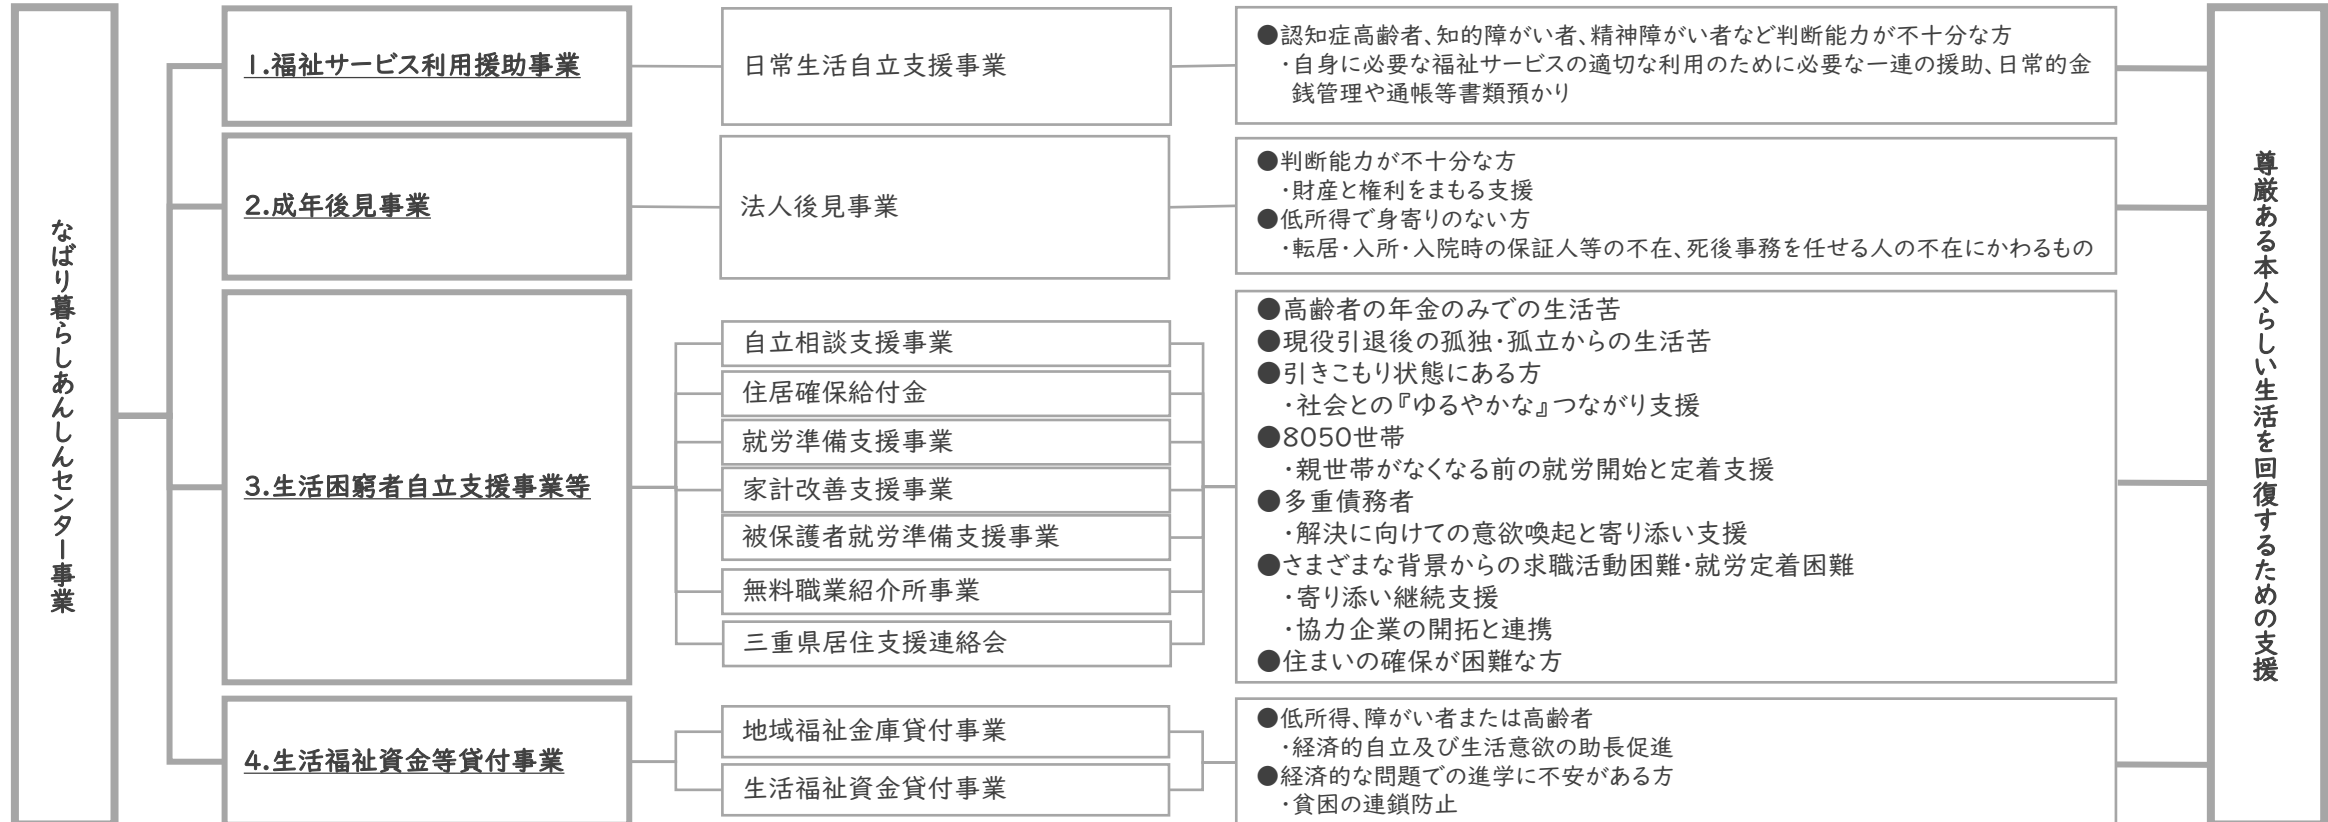 なばり暮らしあんしんセンター事業
1.福祉サービス利用援助事業
日常生活自立支援事業
●認知症高齢者、知的障がい者、精神障がい者など判断能力が不十分な方
・自身に必要な福祉サービスの適切な利用のために必要な一連の援助、日常的金
銭管理や通帳等書類預かり
2.成年後見事業
法人後見事業
●判断能力が不十分な方
・財産と権利をまもる支援
●低所得で身寄りのない方
・転居・入所・入院時の保証人等の不在、死後事務を任せる人の不在にかわるもの
3.生活困窮者自立支援事業等
自立相談支援事業
住居確保給付金
就労準備支援事業
家計改善支援事業
被保護者就労準備支援事業
無料職業紹介所事業
三重県居住支援連絡会
●高齢者の年金のみでの生活苦
●現役引退後の孤独・孤立からの生活苦
●引きこもり状態にある方
・社会との『ゆるやかな』つながり支援
●8050世帯
・親世帯がなくなる前の就労開始と定着支援
●多重債務者
・解決に向けての意欲喚起と寄り添い支援
●さまざまな背景からの求職活動困難・就労定着困難
・寄り添い継続支援
・協力企業の開拓と連携
●住まいの確保が困難な方
4.生活福祉資金等貸付事業
地域福祉金庫貸付事業
生活福祉資金貸付事業
●低所得、障がい者または高齢者
・経済的自立及び生活意欲の助長促進
●経済的な問題での進学に不安がある方
・貧困の連鎖防止
尊厳ある本人らしい生活を回復するための支援